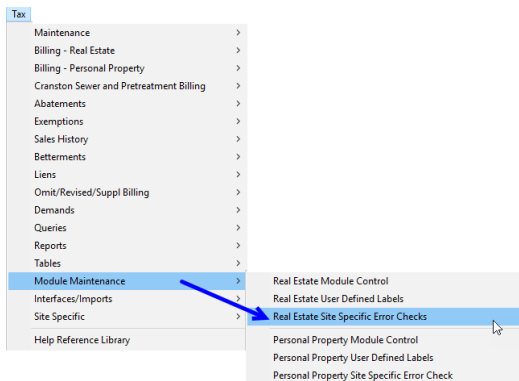 Tax
Maintenance
Billing - Real Estate
Billing - Personal Property
Cranston Sewer and Pretreatment Billing
Abatements
Exemptions
Sales History
Betterments
Liens
Omit/Revised/Suppl Billing
Demands
Queries
Reports
Tables
Module Maintenance
Interfaces/Imports
Site Specific
Help Reference Library
Real Estate Module Control
Real Estate User Defined Labels
Real Estate Site Specific Error Checks
Personal Property Module Control
Personal Property User Defined Labels
Personal Property Site Specific Error Check